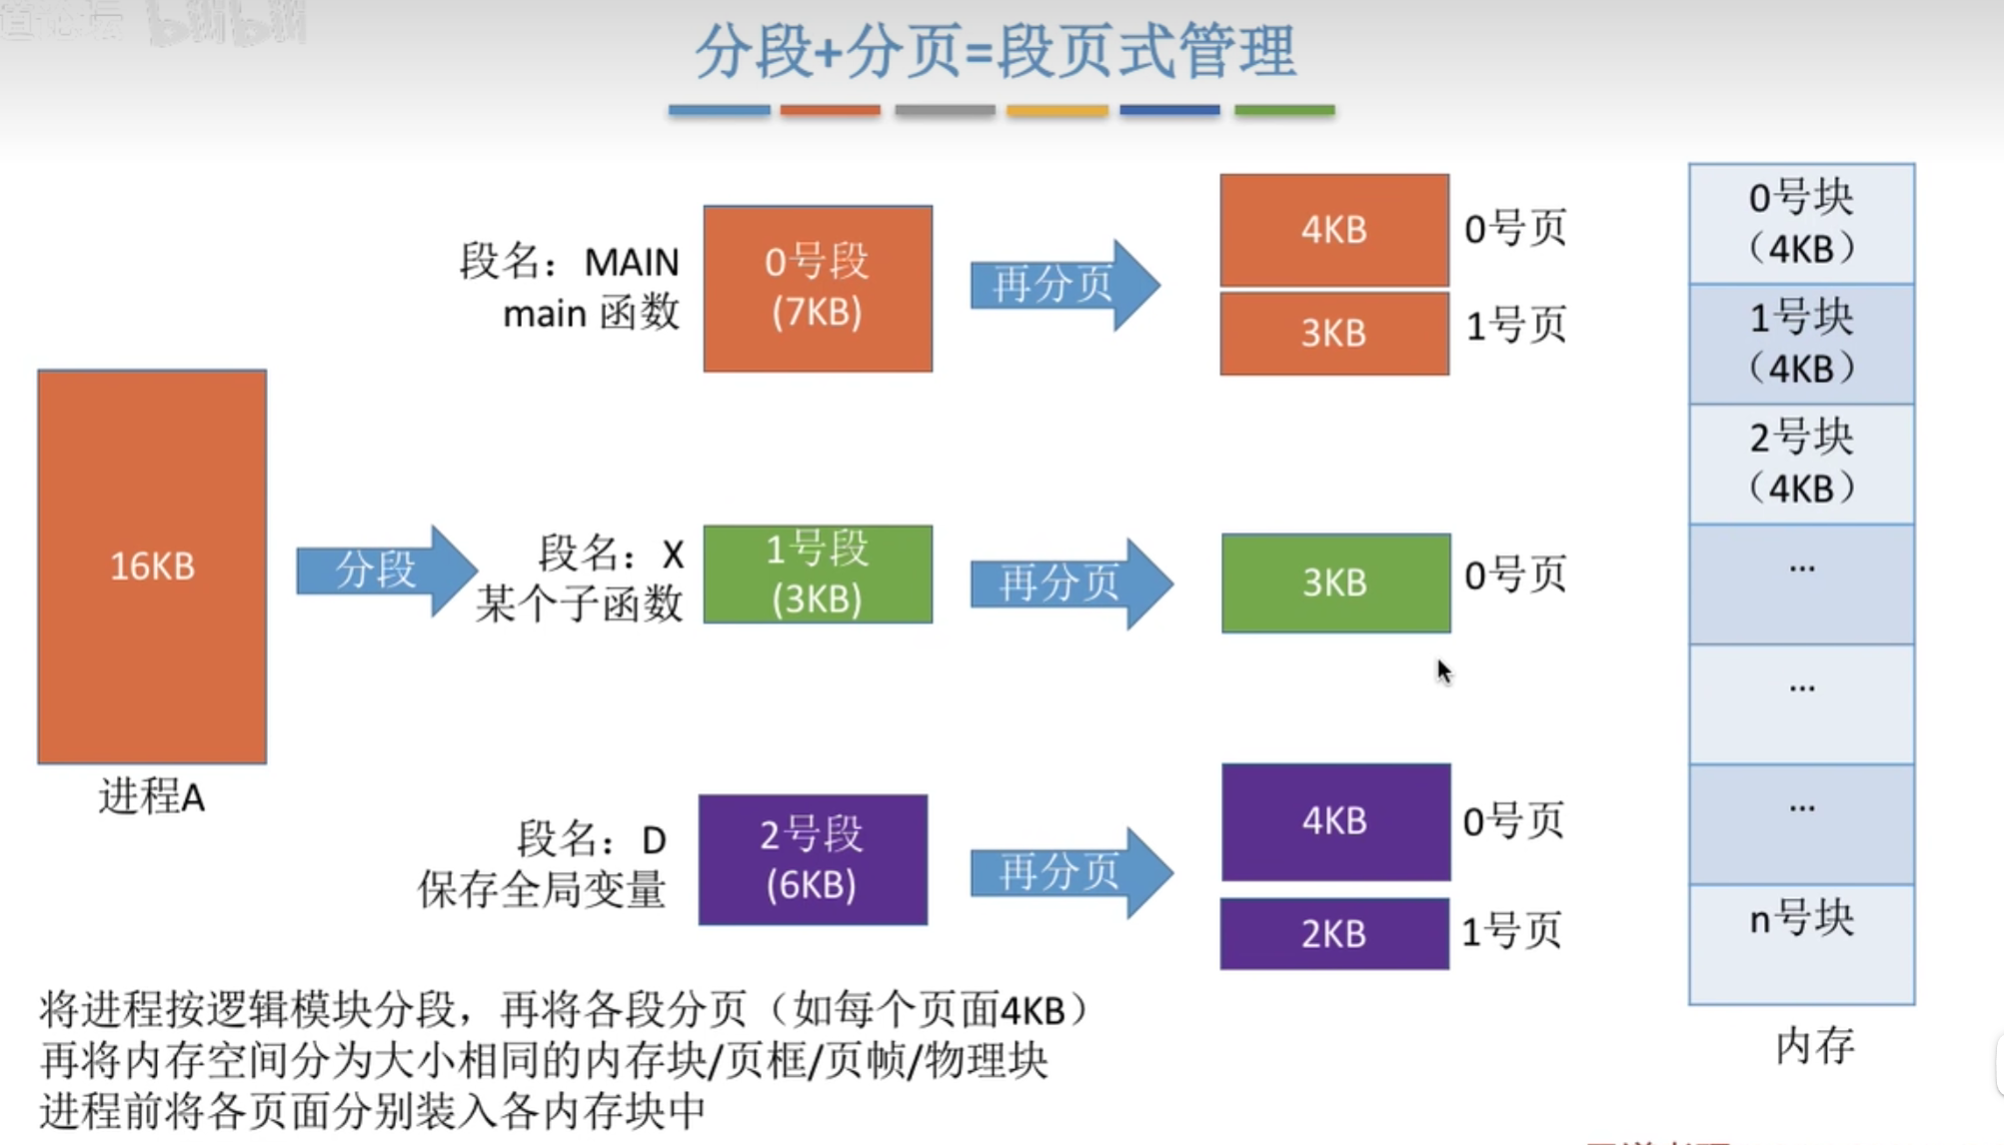 分段+分页=段页式管理
16KB
进程A
分段
段名：MAIN
main 函数
0号段
(7KB)
再分页
4KB
0号页
3KB
1号页
段名：X
某个子函数
1号段
(3KB)
再分页
3KB
0号页
段名：D
保存全局变量
2号段
(6KB)
再分页
4KB
0号页
2KB
1号页
0号块
（4KB）
1号块
（4KB）
2号块
（4KB）
...
...
...
n号块
内存
将进程按逻辑模块分段，再将各段分页（如每个页面4KB）
再将内存空间分为大小相同的内存块/页框/页帧/物理块
进程前将各页面分别装入各内存块中
bilibili